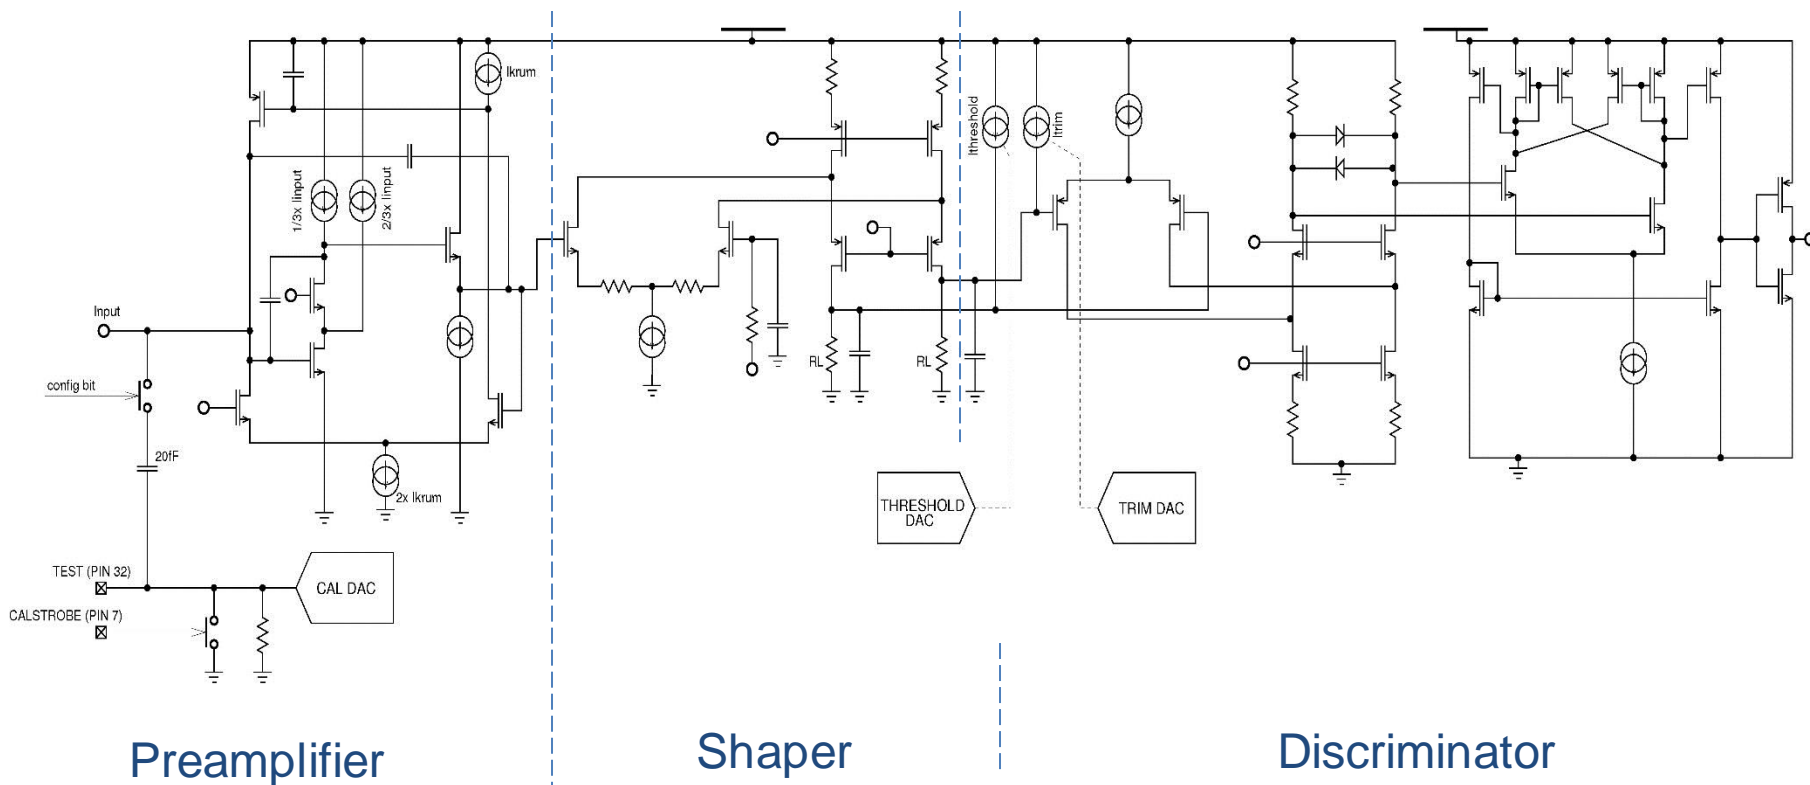 Ikrum
1/3x Iinput
2/3x Iinput
Input
config bit
20fF
2x Ikrum
TEST (PIN 32)
CALSTROBE (PIN 7)
CAL DAC
RL
RL
Ithreshold
Itrim
THRESHOLD
DAC
TRIM DAC
Preamplifier
Shaper
Discriminator